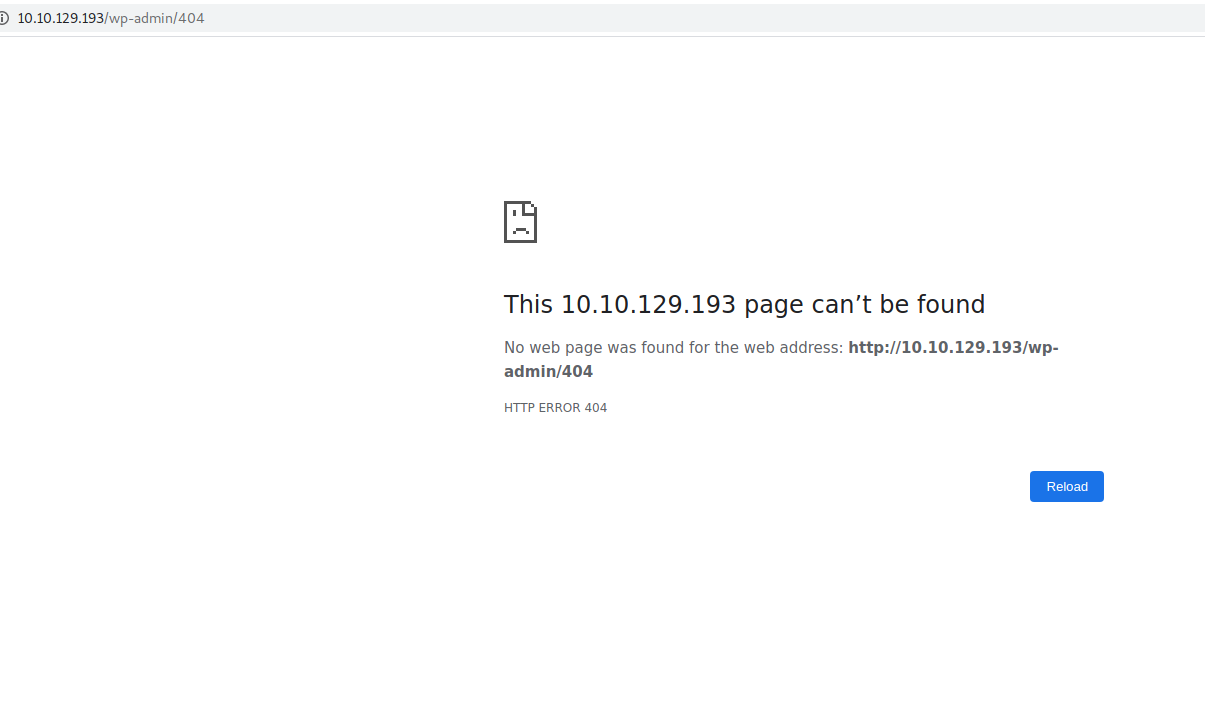 10.10.129.193/wp-admin/404
This 10.10.129.193 page can’t be found
No web page was found for the web address: http://10.10.129.193/wp-
admin/404
HTTP ERROR 404
Reload